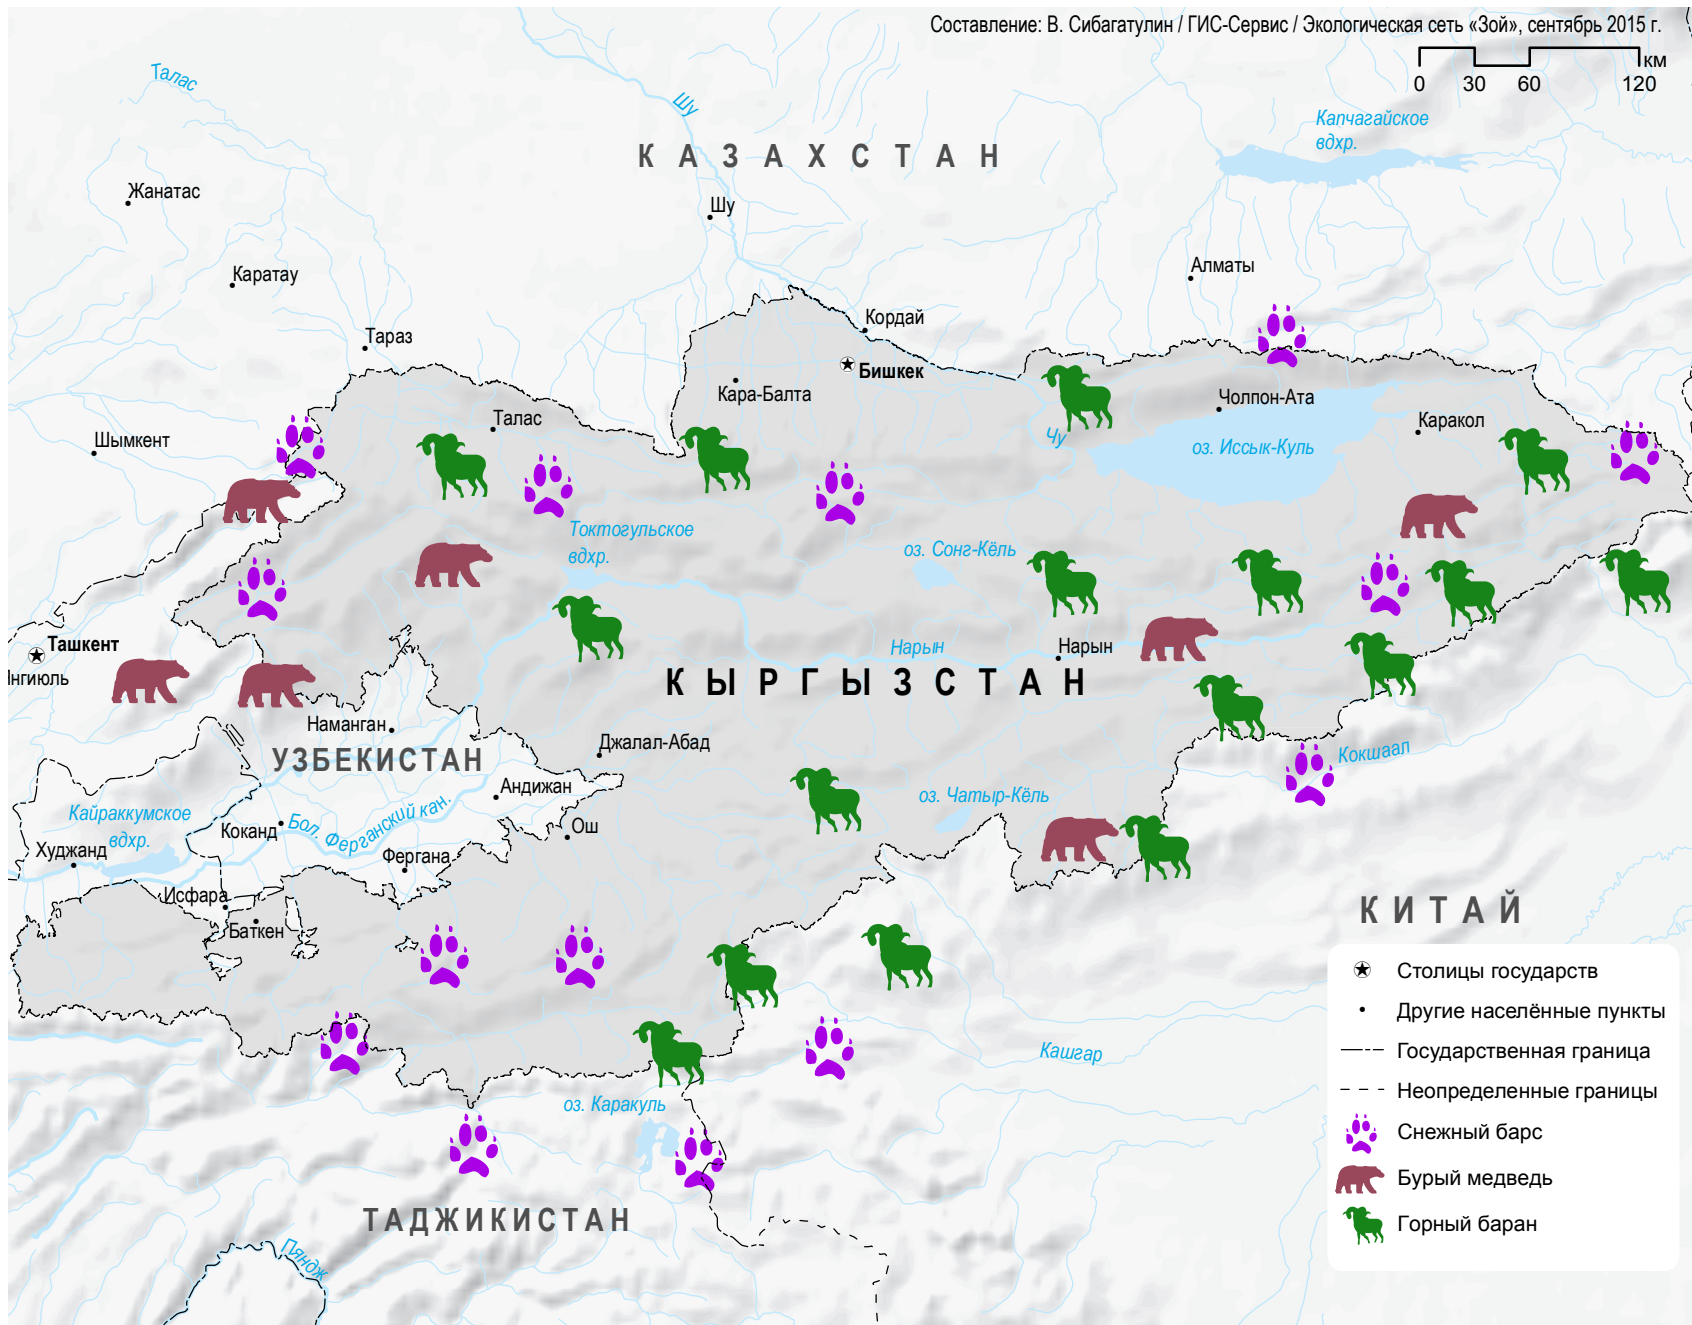 Составление: В. Сибагатулин / ГИС-Сервис / Экологическая сеть «Зой», сентябрь 2015 г.
км
0 30 60 120
Талас
Шу
Капчагайское
вдхр.
КАЗАХСТАН
Жанатас
Шу
Каратау
Алматы
Тараз
Кордай
Бишкек
Кара-Балта
Чолпон-Ата
Талас
Каракол
Шымкент
Чу
оз. Иссык-Куль
Токтогульское
вдхр.
оз. Сонг-Кёль
Ташкент
Нарын
Нарын
Янгиюль
КЫРГЫЗСТАН
Наманган
Джалал-Абад
УЗБЕКИСТАН
Кокшаал
Андижан
оз. Чатыр-Кёль
Кайраккумское
вдхр.
Коканд
Бол. Ферганский кан.
Ош
Худжанд
Фергана
Исфара
КИТАЙ
Баткен
Столицы государств
Другие населённые пункты
Государственная граница
Неопределенные границы
Снежный барс
Бурый медведь
Горный баран
Кашгар
оз. Каракуль
ТАДЖИКИСТАН
Пяндж